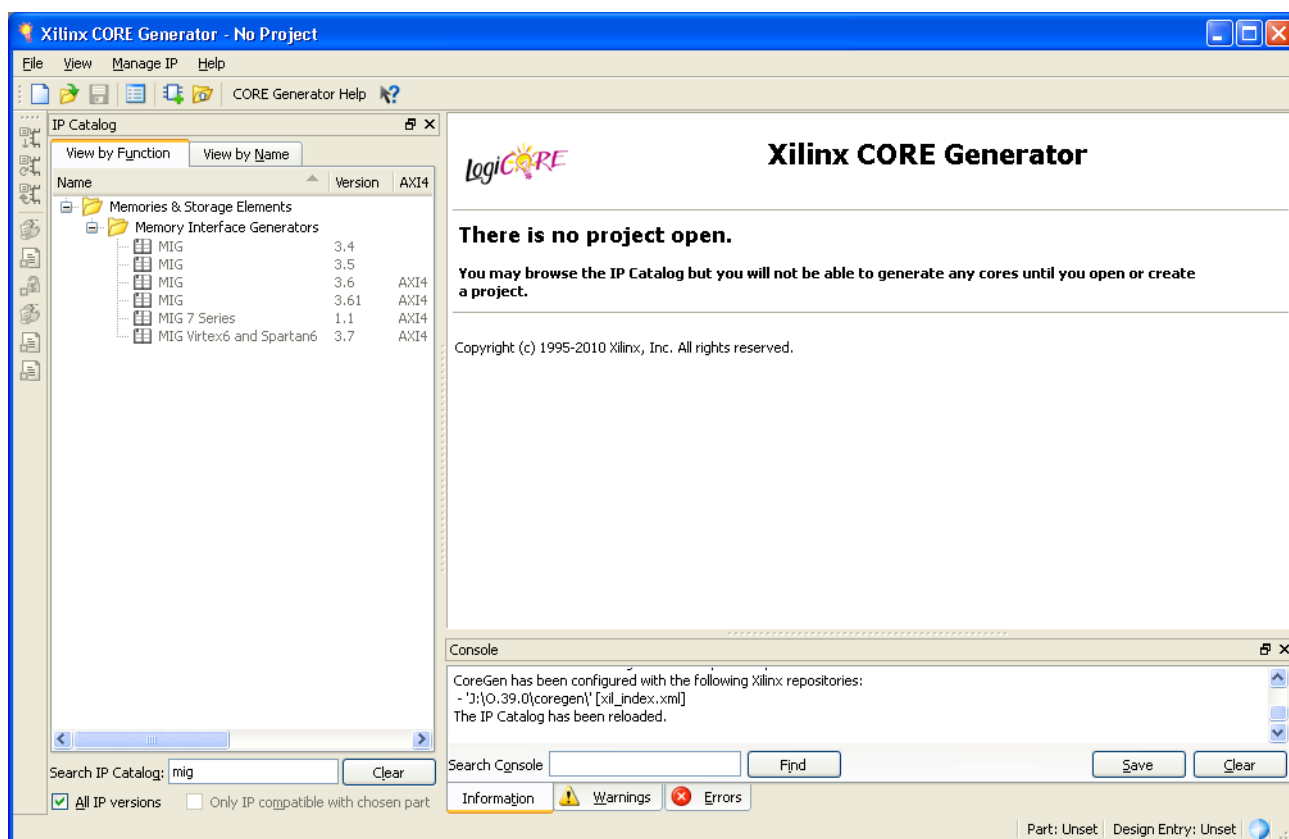 Xilinx CORE Generator - No Project
File View Manage IP Help
CORE Generator Help
IP Catalog
View by Function View by Name
Name Version AXI4
Memories & Storage Elements
Memory Interface Generators
MIG 3.4
MIG 3.5
MIG 3.6 AXI4
MIG 3.61 AXI4
MIG 7 Series 1.1 AXI4
MIG Virtex6 and Spartan6 3.7 AXI4
Search IP Catalog: mig Clear
All IP versions Only IP compatible with chosen part
logiCORE
Xilinx CORE Generator
There is no project open.
You may browse the IP Catalog but you will not be able to generate any cores until you open or create
a project.
Copyright (c) 1995-2010 Xilinx, Inc. All rights reserved.
Console
CoreGen has been configured with the following Xilinx repositories:
- 'J:\O.39.0\coregen\' [xil_index.xml]
The IP Catalog has been reloaded.
Search Console Find Save Clear
Information Warnings Errors
Part: Unset Design Entry: Unset